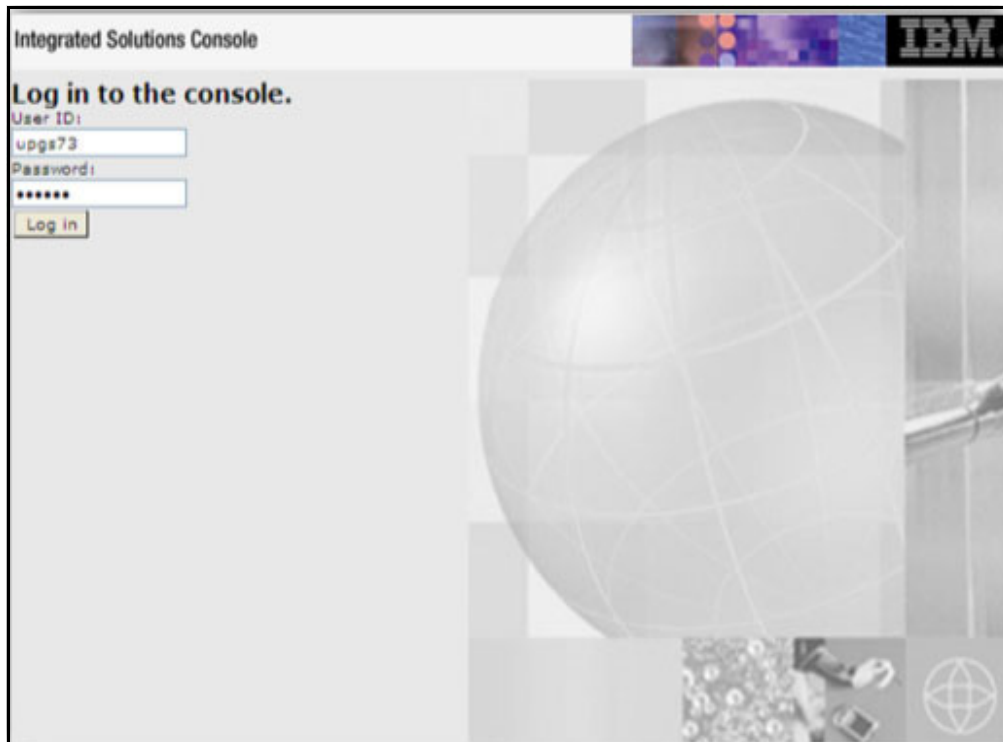 Integrated Solutions Console
IBM.
Log in to the console.
User ID:
upgs73
Password:
••••••
Log in